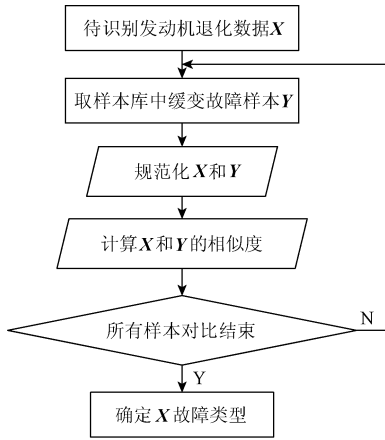 待识别发动机退化数据X
取样本库中缓变故障样本Y
规范化X和Y
计算X和Y的相似度
所有样本对比结束
N
Y
确定X故障类型